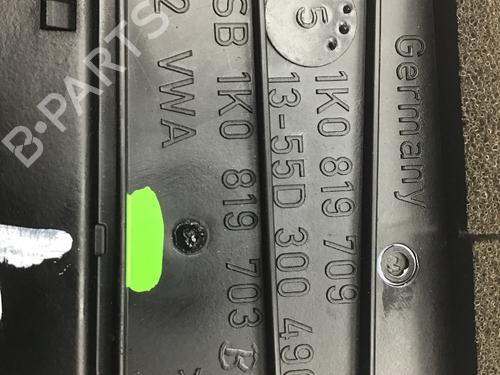 Germany
1K0 819 709
13-55D 300 490
SB 1K0 819 703 B
2 VWA
5
B-PARTS